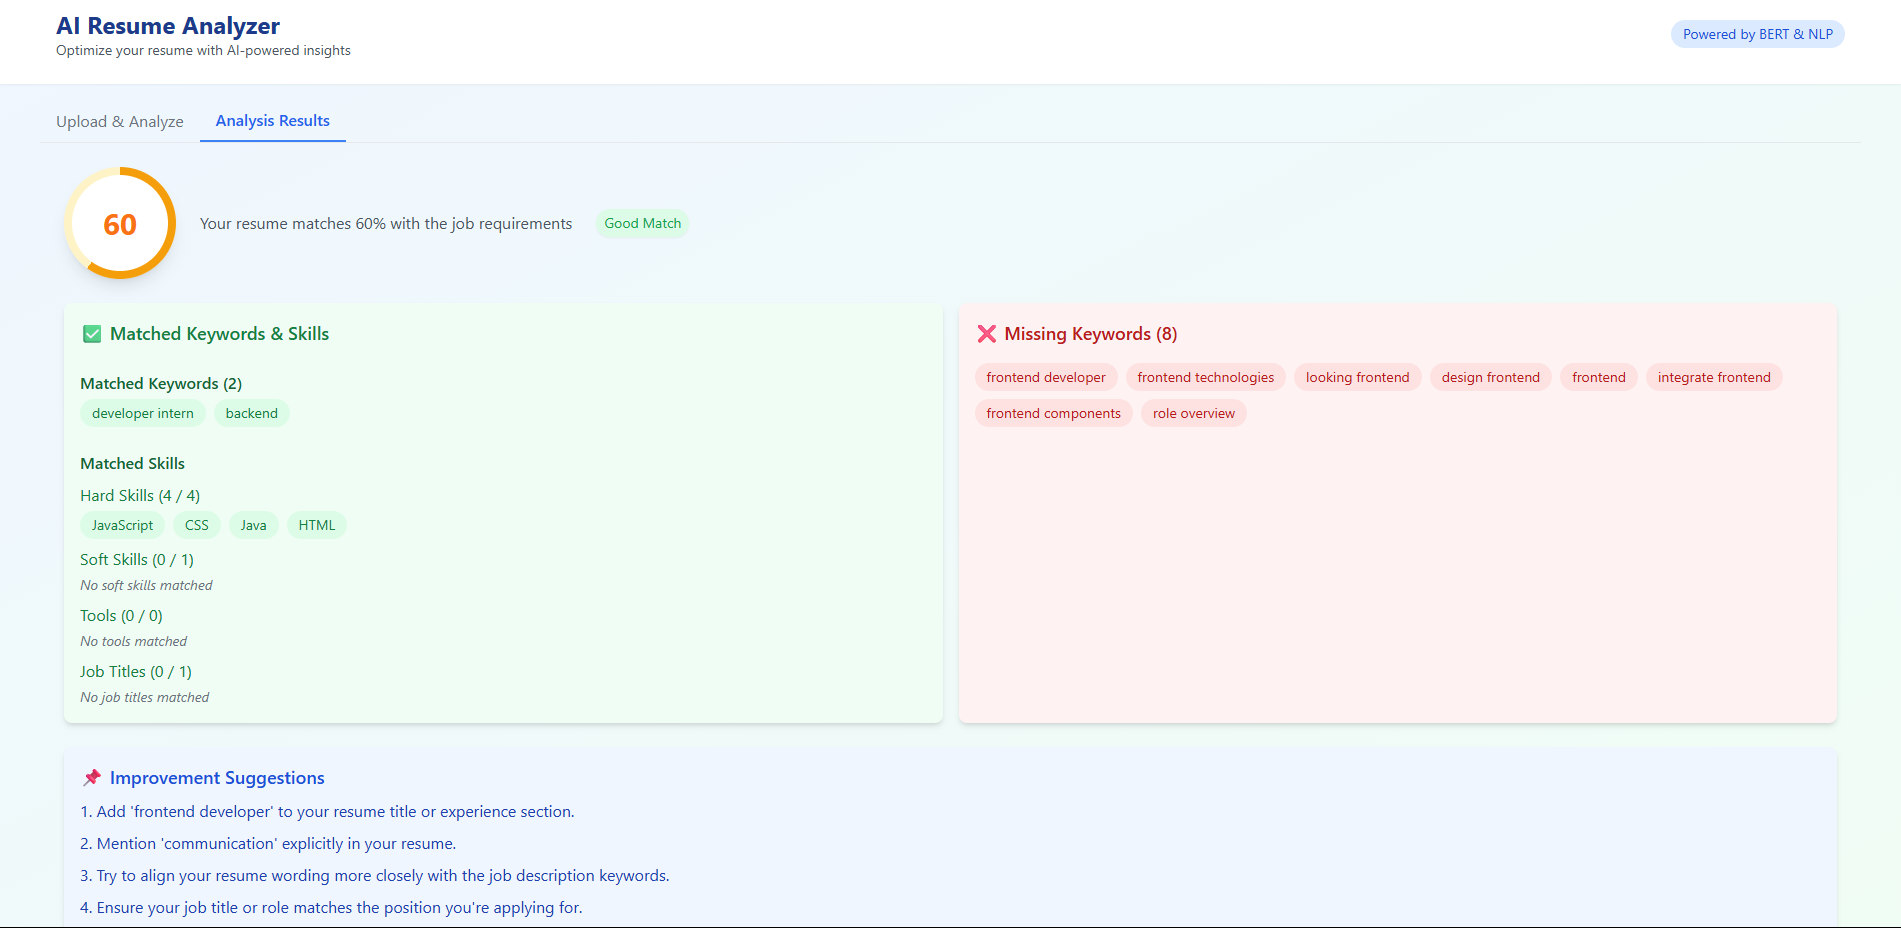 AI Resume Analyzer
Optimize your resume with AI-powered insights
Powered by BERT & NLP
Upload & Analyze
Analysis Results
60
Your resume matches 60% with the job requirements
Good Match
Matched Keywords & Skills
Matched Keywords (2)
developer intern
backend
Matched Skills
Hard Skills (4 / 4)
JavaScript
CSS
Java
HTML
Soft Skills (0 / 1)
No soft skills matched
Tools (0 / 0)
No tools matched
Job Titles (0 / 1)
No job titles matched
Missing Keywords (8)
frontend developer
frontend technologies
looking frontend
design frontend
frontend
integrate frontend
frontend components
role overview
Improvement Suggestions
1. Add 'frontend developer' to your resume title or experience section.
2. Mention 'communication' explicitly in your resume.
3. Try to align your resume wording more closely with the job description keywords.
4. Ensure your job title or role matches the position you're applying for.